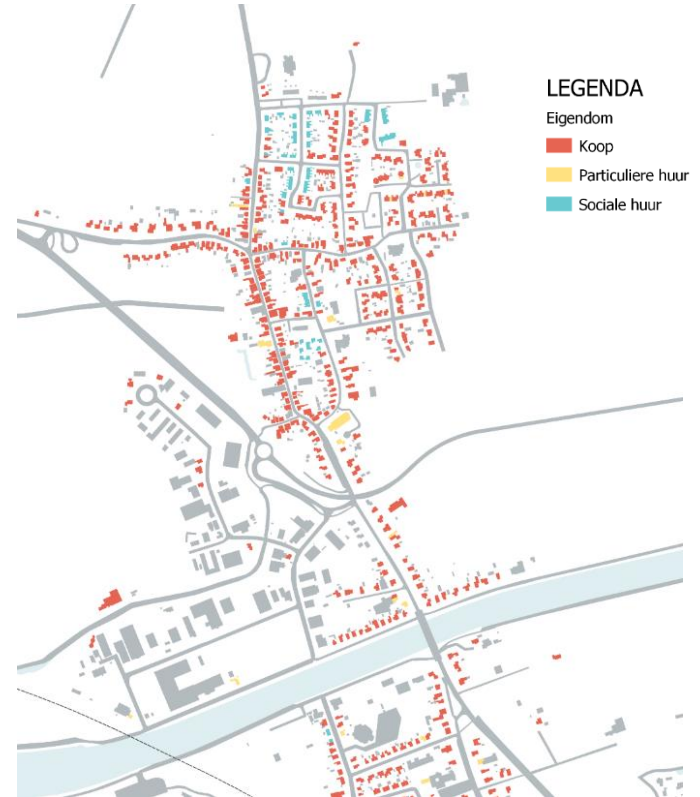 LEGENDA
Eigendom
Koop
Particuliere huur
Sociale huur